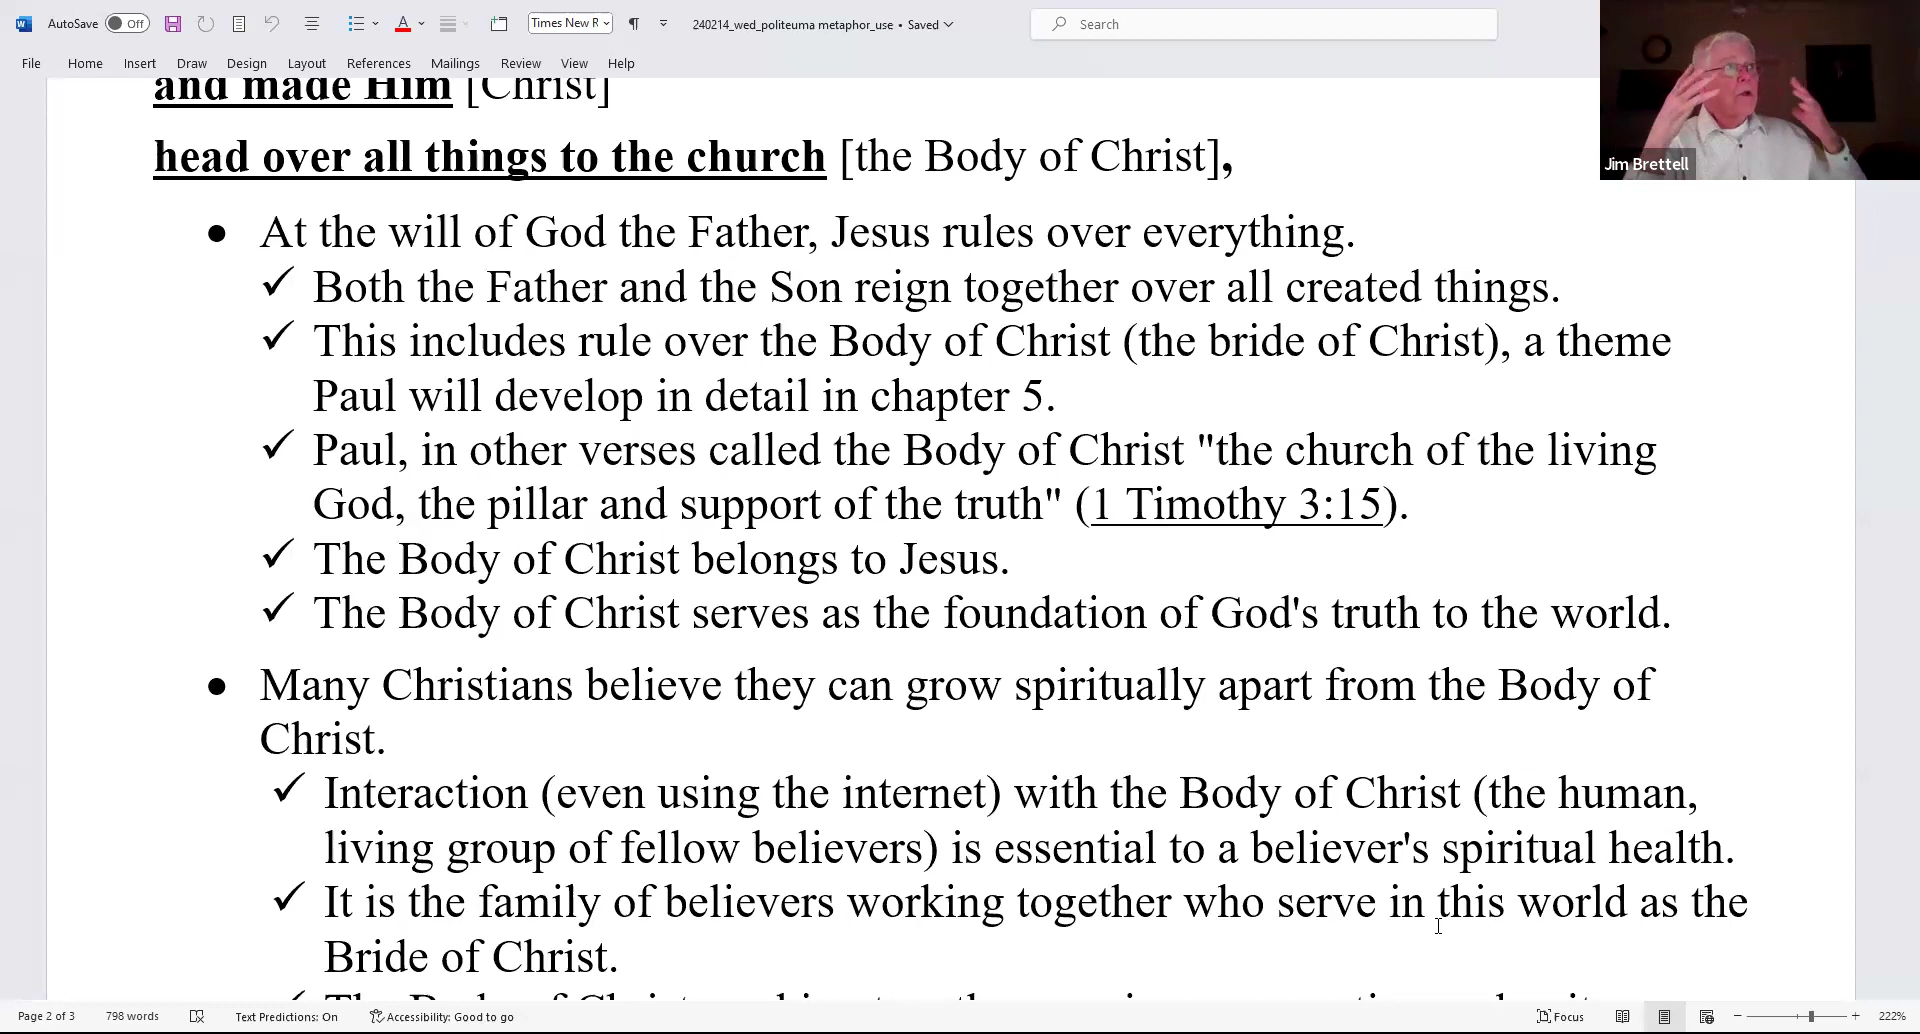 AutoSave Off Times New R 240214_wed_politeuma metaphor_use • Saved Search
File Home Insert Draw Design Layout References Mailings Review View Help
and made Him [Christ]
head over all things to the church [the Body of Christ],
Jim Brettell
● At the will of God the Father, Jesus rules over everything.
✓ Both the Father and the Son reign together over all created things.
✓ This includes rule over the Body of Christ (the bride of Christ), a theme
Paul will develop in detail in chapter 5.
✓ Paul, in other verses called the Body of Christ "the church of the living
God, the pillar and support of the truth" (1 Timothy 3:15).
✓ The Body of Christ belongs to Jesus.
✓ The Body of Christ serves as the foundation of God's truth to the world.
● Many Christians believe they can grow spiritually apart from the Body of
Christ.
✓ Interaction (even using the internet) with the Body of Christ (the human,
living group of fellow believers) is essential to a believer's spiritual health.
✓ It is the family of believers working together who serve in this world as the
Bride of Christ.
Page 2 of 3 798 words Text Predictions: On Accessibility: Good to go Focus 222%